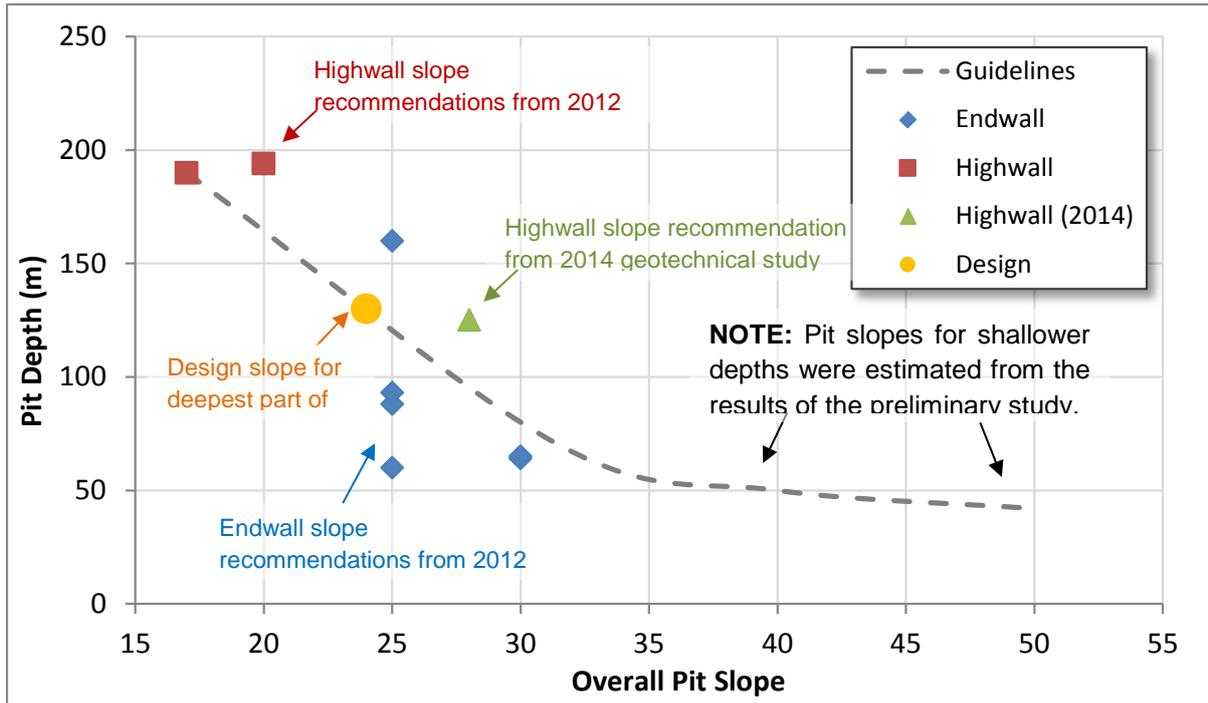 250
200
150
100
50
0
Pit Depth (m)
15
20
25
30
35
40
45
50
55
Overall Pit Slope
Highwall slope
recommendations from 2012
Highwall slope recommendation
from 2014 geotechnical study
Design slope for
deepest part of
Endwall slope
recommendations from 2012
NOTE: Pit slopes for shallower
depths were estimated from the
results of the preliminary study.
Guidelines
Endwall
Highwall
Highwall (2014)
Design